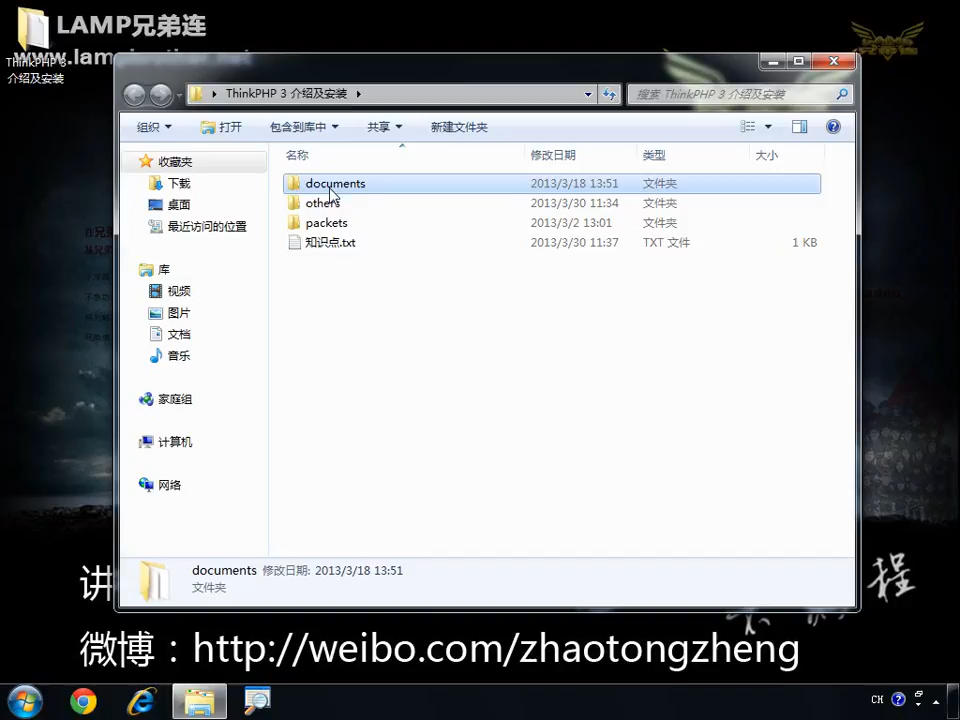 LAMP兄弟连
介绍及安装
ThinkPHP 3 介绍及安装
搜索 ThinkPHP 3 介绍及安装
组织 打开 包含到库中 共享 新建文件夹
收藏夹
下载
桌面
最近访问的位置
库
视频
图片
文档
音乐
家庭组
计算机
网络
名称 修改日期 类型 大小
documents 2013/3/18 13:51 文件夹
others 2013/3/30 11:34 文件夹
packets 2013/3/2 13:01 文件夹
知识点.txt 2013/3/30 11:37 TXT 文件 1 KB
documents 修改日期: 2013/3/18 13:51
文件夹
讲 程
微博：http://weibo.com/zhaotongzheng
CH